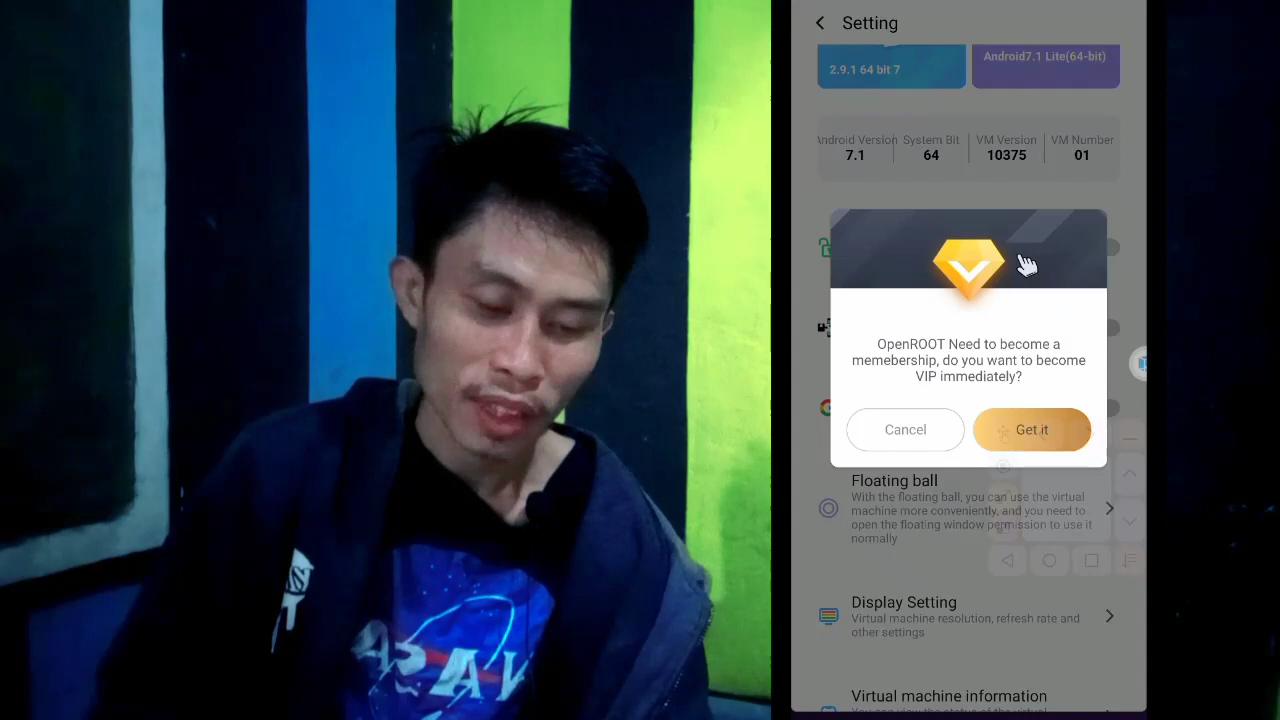 Setting
2.9.1 64 bit 7
Android7.1 Lite(64-bit)
Android Version
System Bit
VM Version
VM Number
7.1
64
10375
01
OpenROOT Need to become a
memebership, do you want to become
VIP immediately?
Cancel
Get it
Floating ball
With the floating ball, you can use the virtual
machine more conveniently, and you need to
open the floating window permission to use it
normally
Display Setting
Virtual machine resolution, refresh rate and
other settings
Virtual machine information